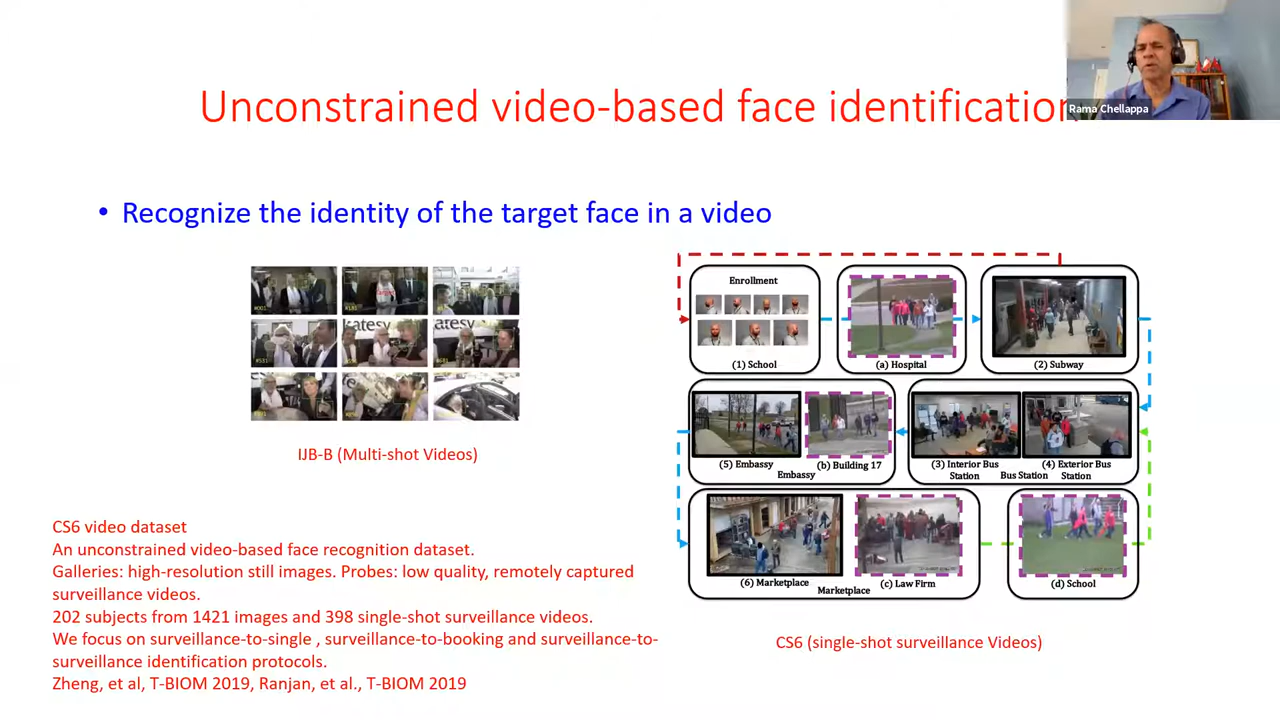 Rama Chellappa
Unconstrained video-based face identification
• Recognize the identity of the target face in a video
IJB-B (Multi-shot Videos)
Enrollment
(1) School
(a) Hospital
(2) Subway
(5) Embassy
(b) Building 17
Embassy
(3) Interior Bus
Station
(4) Exterior Bus
Station
Bus Station
(6) Marketplace
(c) Law Firm
Marketplace
(d) School
CS6 (single-shot surveillance Videos)
CS6 video dataset
An unconstrained video-based face recognition dataset.
Galleries: high-resolution still images. Probes: low quality, remotely captured
surveillance videos.
202 subjects from 1421 images and 398 single-shot surveillance videos.
We focus on surveillance-to-single , surveillance-to-booking and surveillance-to-
surveillance identification protocols.
Zheng, et al, T-BIOM 2019, Ranjan, et al., T-BIOM 2019